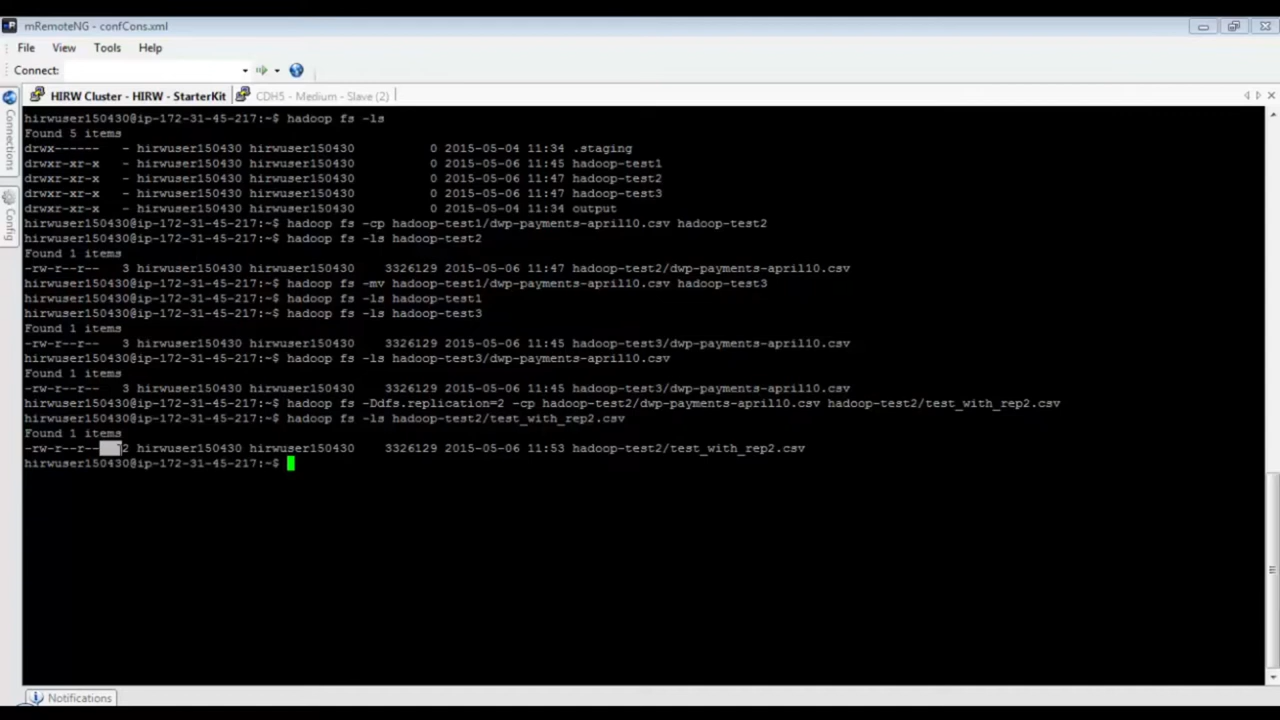 mRemoteNG - confCons.xml
File View Tools Help
Connect:
HIRW Cluster - HIRW - StarterKit CDH5 - Medium - Slave (2)
Connections
Config
hirwuser150430@ip-172-31-45-217:~$ hadoop fs -ls
Found 5 items
drwx------   - hirwuser150430 hirwuser150430          0 2015-05-04 11:34 .staging
drwxr-xr-x   - hirwuser150430 hirwuser150430          0 2015-05-06 11:45 hadoop-test1
drwxr-xr-x   - hirwuser150430 hirwuser150430          0 2015-05-06 11:47 hadoop-test2
drwxr-xr-x   - hirwuser150430 hirwuser150430          0 2015-05-06 11:47 hadoop-test3
drwxr-xr-x   - hirwuser150430 hirwuser150430          0 2015-05-04 11:34 output
hirwuser150430@ip-172-31-45-217:~$ hadoop fs -cp hadoop-test1/dwp-payments-april10.csv hadoop-test2
hirwuser150430@ip-172-31-45-217:~$ hadoop fs -ls hadoop-test2
Found 1 items
-rw-r--r--   3 hirwuser150430 hirwuser150430    3326129 2015-05-06 11:47 hadoop-test2/dwp-payments-april10.csv
hirwuser150430@ip-172-31-45-217:~$ hadoop fs -mv hadoop-test1/dwp-payments-april10.csv hadoop-test3
hirwuser150430@ip-172-31-45-217:~$ hadoop fs -ls hadoop-test1
hirwuser150430@ip-172-31-45-217:~$ hadoop fs -ls hadoop-test3
Found 1 items
-rw-r--r--   3 hirwuser150430 hirwuser150430    3326129 2015-05-06 11:45 hadoop-test3/dwp-payments-april10.csv
hirwuser150430@ip-172-31-45-217:~$ hadoop fs -ls hadoop-test3/dwp-payments-april10.csv
Found 1 items
-rw-r--r--   3 hirwuser150430 hirwuser150430    3326129 2015-05-06 11:45 hadoop-test3/dwp-payments-april10.csv
hirwuser150430@ip-172-31-45-217:~$ hadoop fs -Ddfs.replication=2 -cp hadoop-test2/dwp-payments-april10.csv hadoop-test2/test_with_rep2.csv
hirwuser150430@ip-172-31-45-217:~$ hadoop fs -ls hadoop-test2/test_with_rep2.csv
Found 1 items
-rw-r--r--   2 hirwuser150430 hirwuser150430    3326129 2015-05-06 11:53 hadoop-test2/test_with_rep2.csv
hirwuser150430@ip-172-31-45-217:~$
Notifications